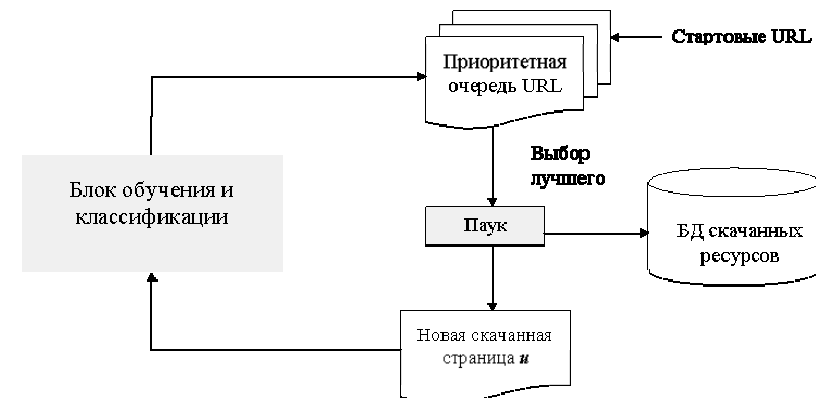 Стартовые URL
Приоритетная
очередь URL
Выбор
лучшего
Блок обучения и
классификации
Паук
БД скачанных
ресурсов
Новая скачанная
страница u